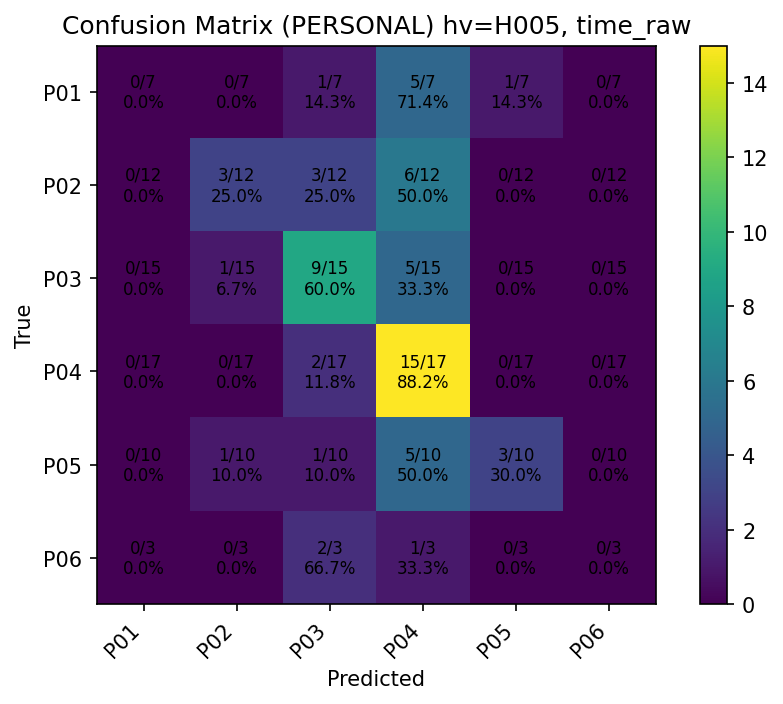 Confusion Matrix (PERSONAL) hv=H005, time_raw
True
P01
0/7 0/7 1/7 5/7 1/7 0/7
0.0% 0.0% 14.3% 71.4% 14.3% 0.0%
P02
0/12 3/12 3/12 6/12 0/12 0/12
0.0% 25.0% 25.0% 50.0% 0.0% 0.0%
P03
0/15 1/15 9/15 5/15 0/15 0/15
0.0% 6.7% 60.0% 33.3% 0.0% 0.0%
P04
0/17 0/17 2/17 15/17 0/17 0/17
0.0% 0.0% 11.8% 88.2% 0.0% 0.0%
P05
0/10 1/10 1/10 5/10 3/10 0/10
0.0% 10.0% 10.0% 50.0% 30.0% 0.0%
P06
0/3 0/3 2/3 1/3 0/3 0/3
0.0% 0.0% 66.7% 33.3% 0.0% 0.0%
P01 P02 P03 P04 P05 P06
Predicted
14
12
10
8
6
4
2
0